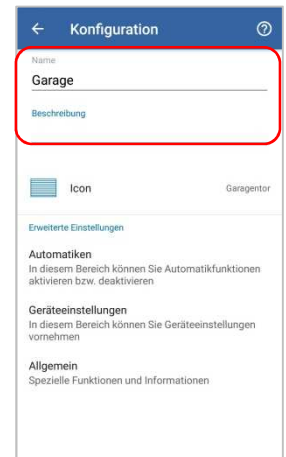 Konfiguration
Name
Garage
Beschreibung
Icon Garagentor
Erweiterte Einstellungen
Automatiken
In diesem Bereich können Sie Automatikfunktionen
aktivieren bzw. deaktivieren
Geräteeinstellungen
In diesem Bereich können Sie Geräteeinstellungen
vornehmen
Allgemein
Spezielle Funktionen und Informationen